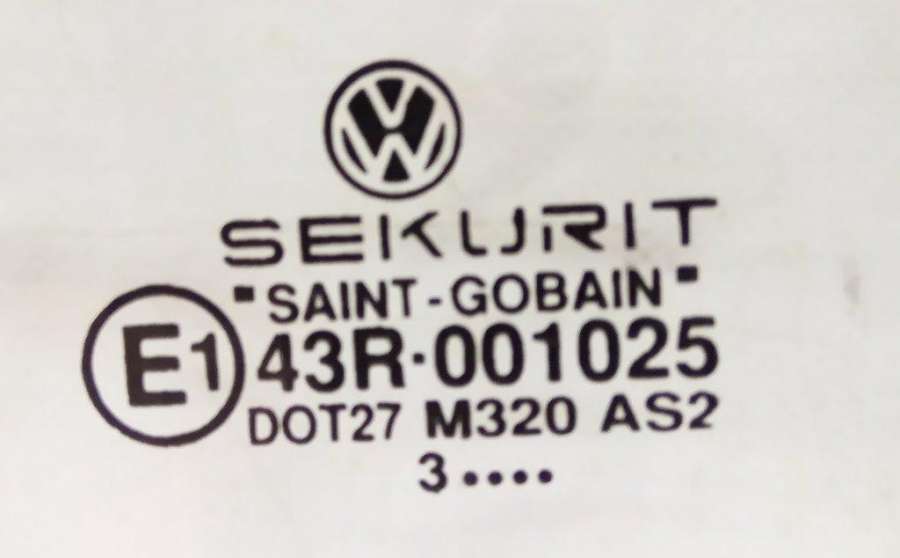 SEKURIT
"SAINT-GOBAIN"
E1 43R·001025
DOT27 M320 AS2
3····